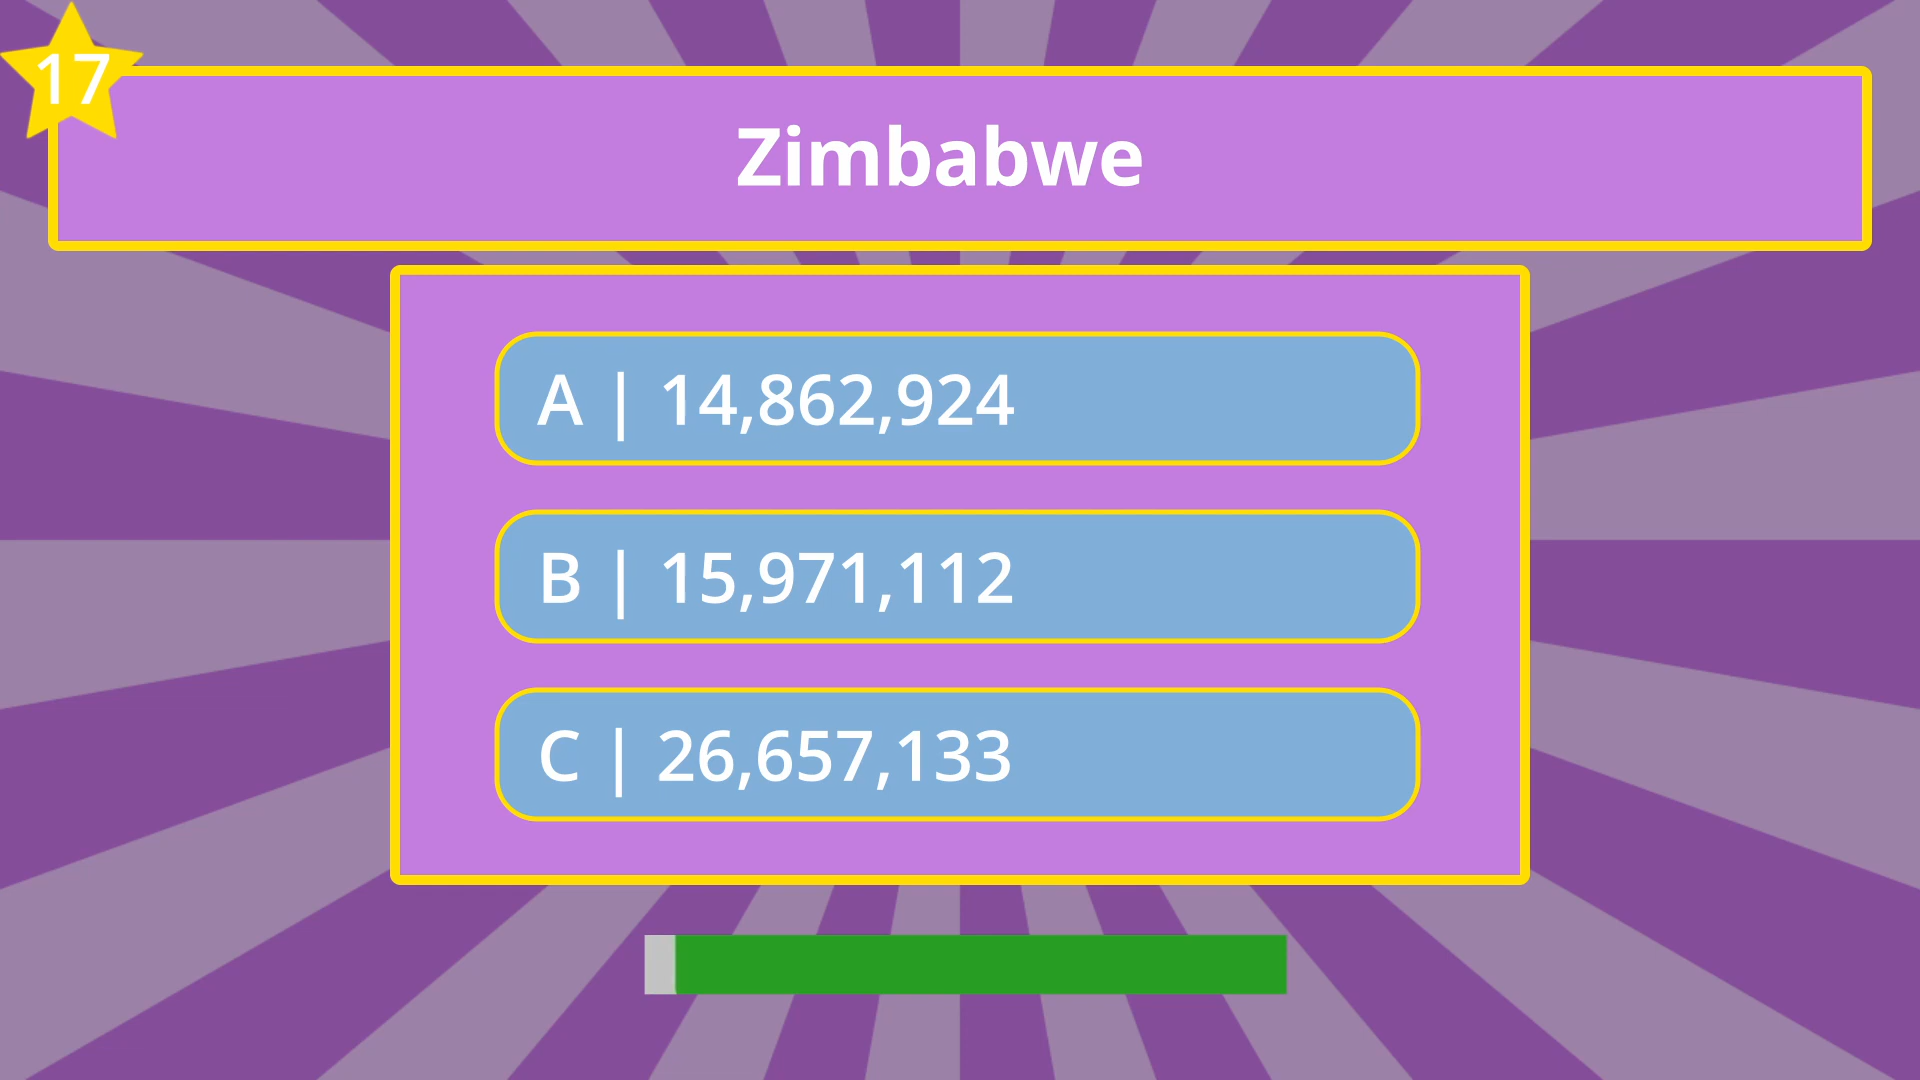 17
Zimbabwe
A | 14,862,924
B | 15,971,112
C | 26,657,133